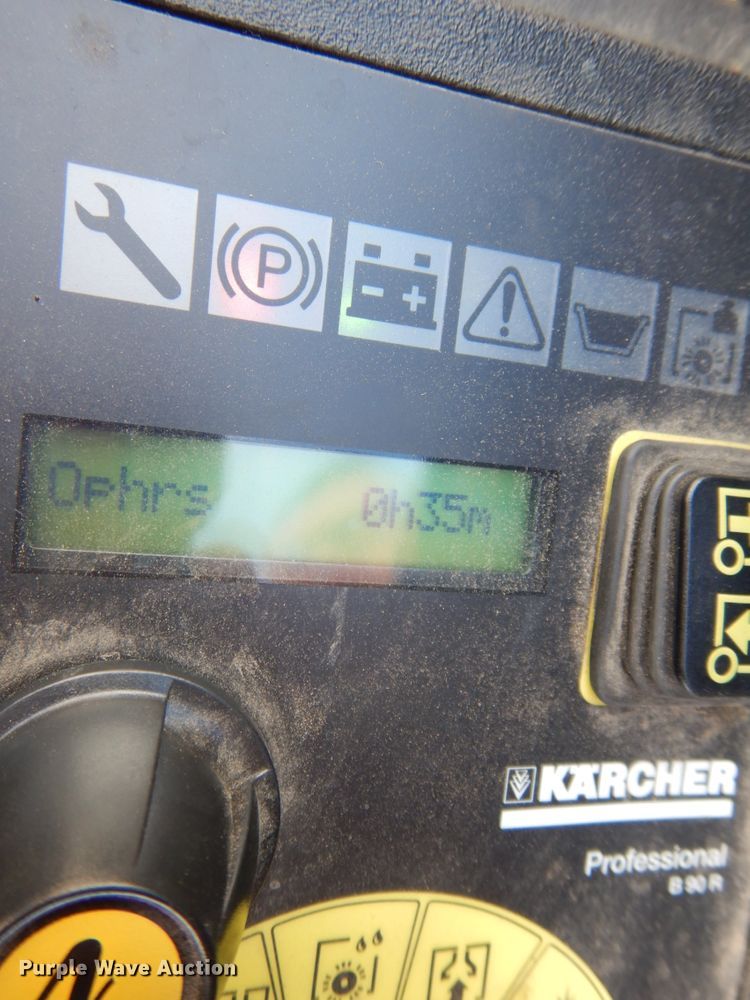 P
Ophrs 0h35m
KÄRCHER
Professional
B 90 R
Purple Wave Auction